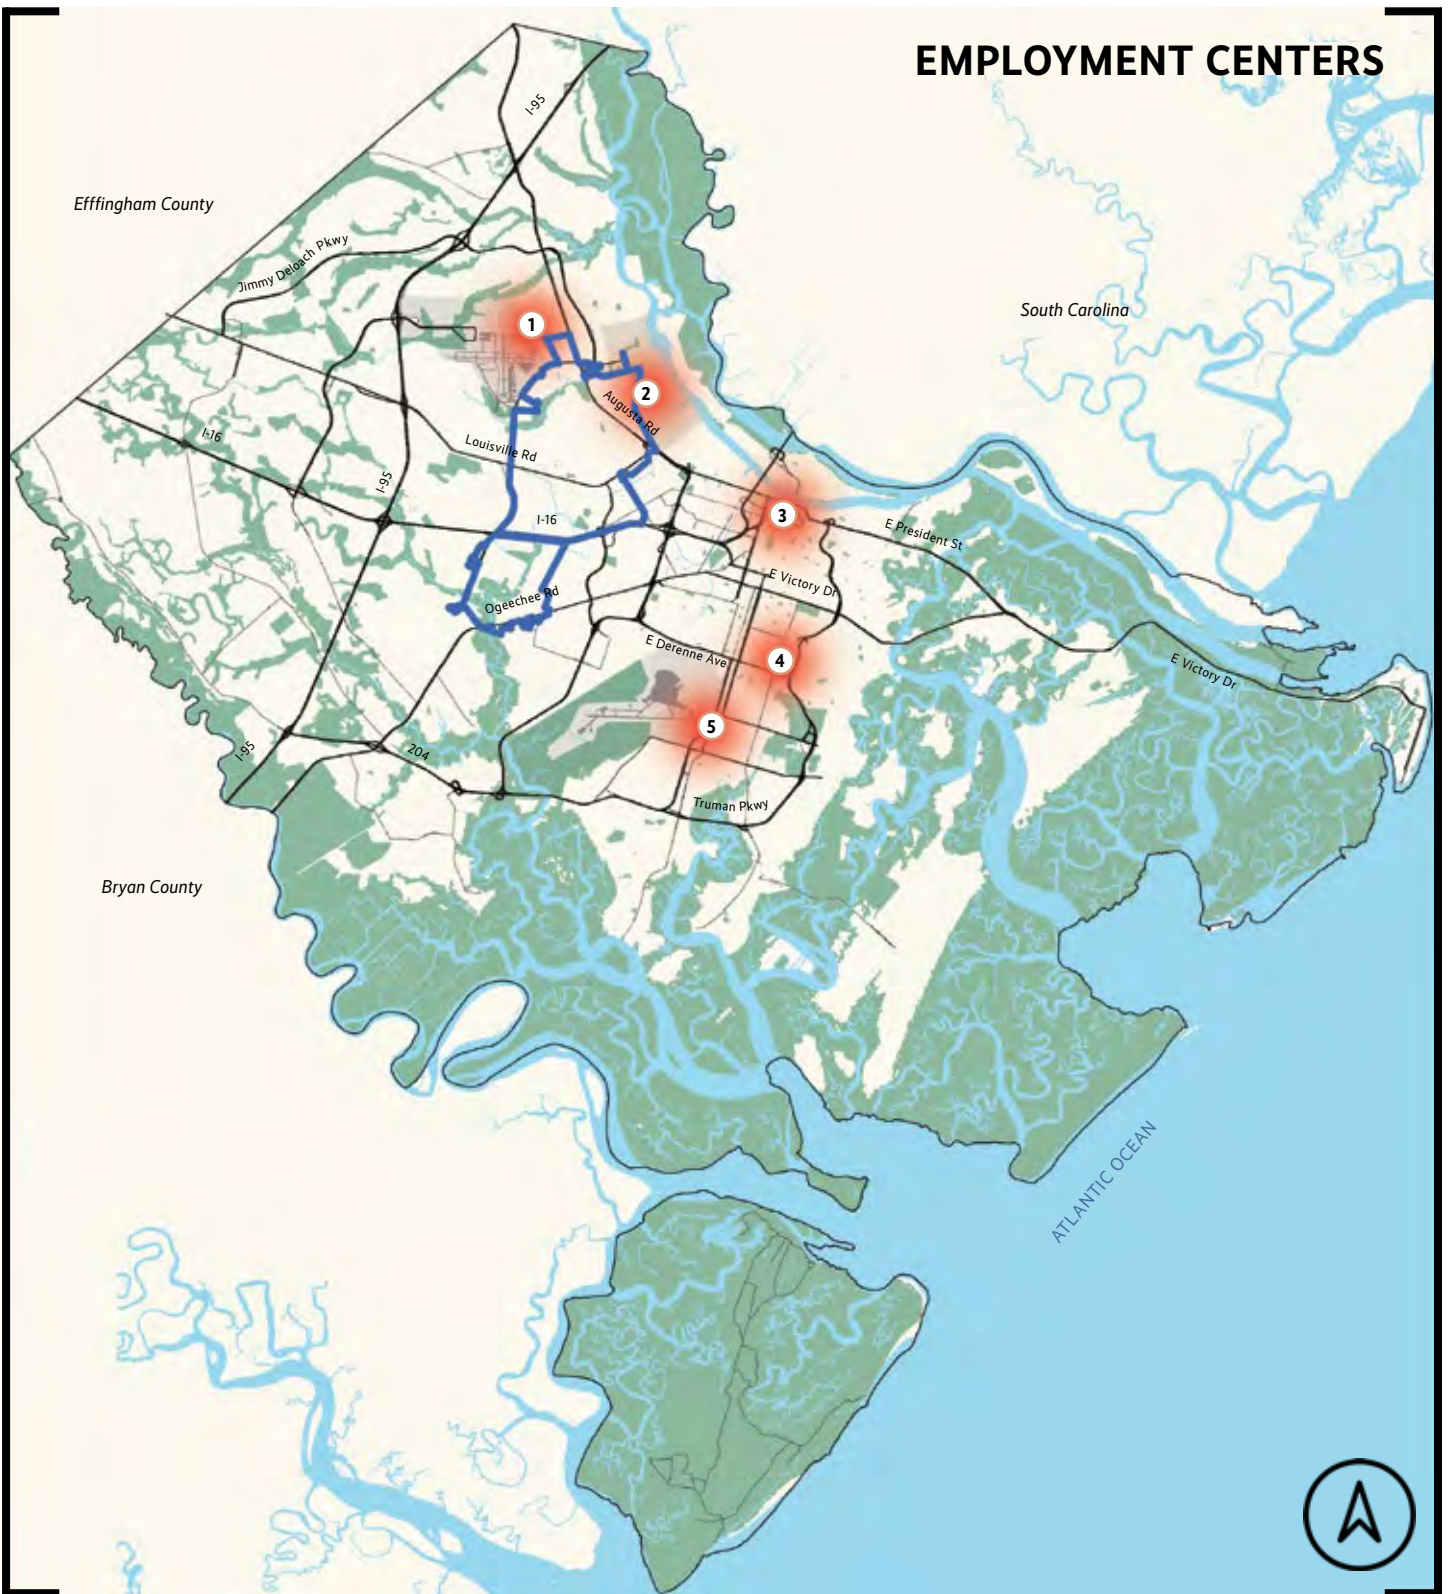 EMPLOYMENT CENTERS
I-95
Efffingham County
Jimmy Deloach Pkwy
South Carolina
1
2
Augusta Rd
I-16
Louisville Rd
I-95
3
I-16
E President St
E Victory Dr
Ogeechee Rd
E Derenne Ave
4
E Victory Dr
5
I-95
204
Truman Pkwy
Bryan County
ATLANTIC OCEAN